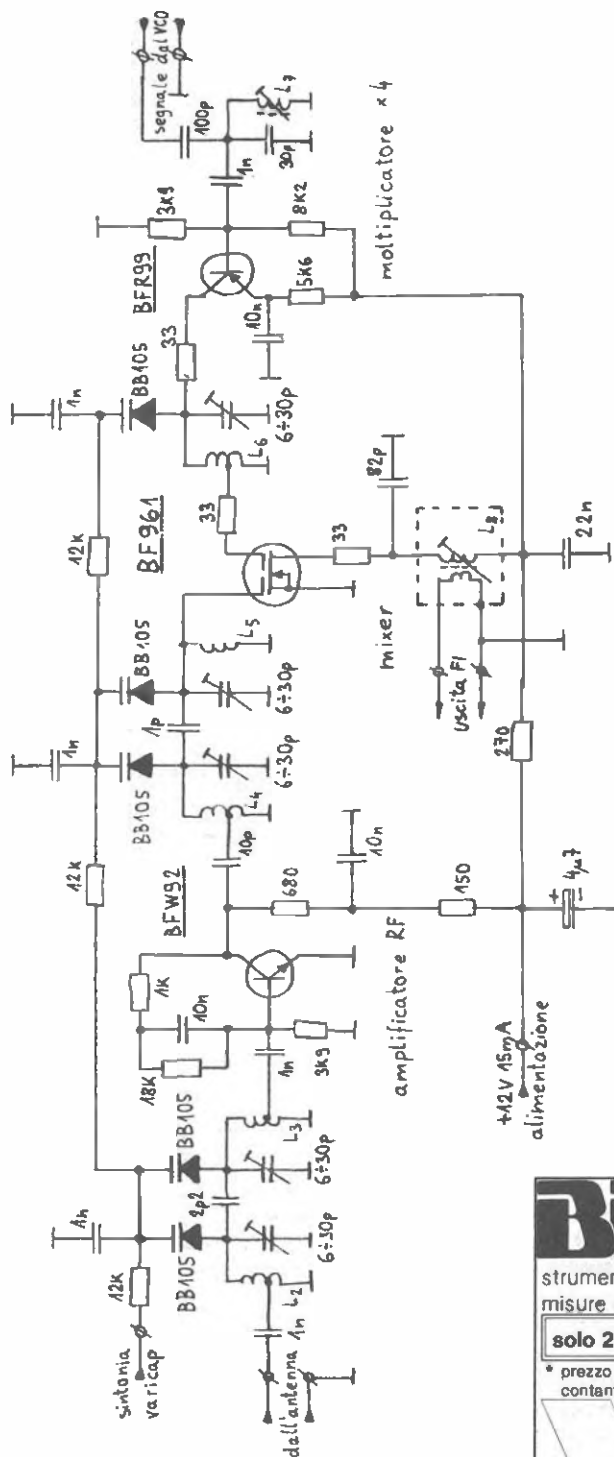 sintonia
varicap
12K
1n
BB105
BB105
dall'antenna
1n
L2
6÷30p
2p2
6÷30p
L3
1n
18K
10n
1K
3K9
BFW92
amplificatore RF
680
10n
150
+12V 15mA
alimentazione
4µ7
+
−
12K
10p
L4
6÷30p
BB105
1n
1p
BB105
6÷30p
L5
BF961
33
33
82p
mixer
L8
uscita FI
270
22n
12K
1n
BB105
L6
6÷30p
33
BFR99
10n
5K6
3K9
8K2
1n
30p
L7
100p
segnale dal VCO
moltiplicatore x 4
strumen
misure
solo 2
* prezzo
contan